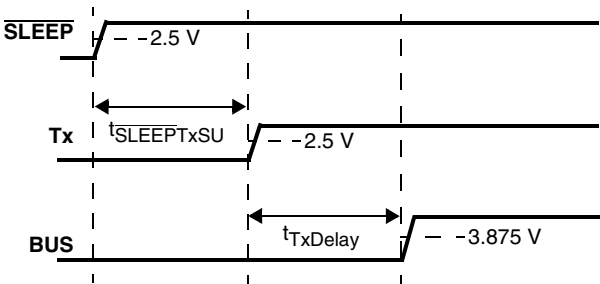 SLEEP
2.5 V
tSLEEPTxSU
Tx
2.5 V
tTxDelay
BUS
3.875 V